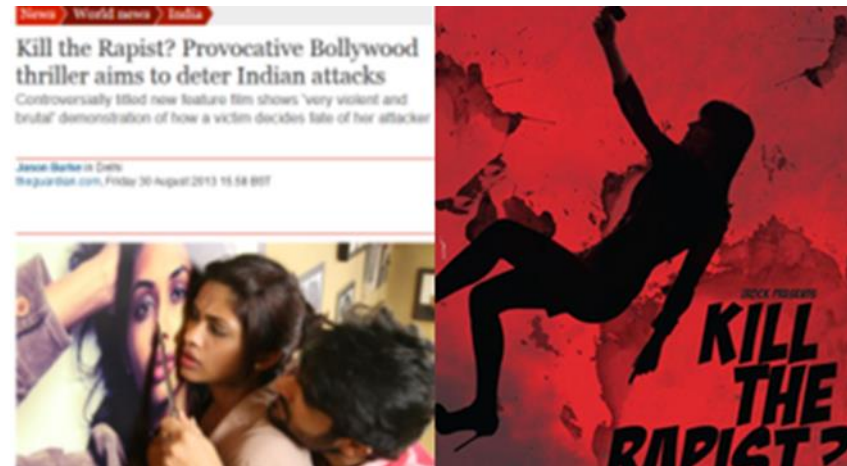 News World news India
Kill the Rapist? Provocative Bollywood
thriller aims to deter Indian attacks
Controversially titled new feature film shows 'very violent and
brutal' demonstration of how a victim decides fate of her attacker
Jason Burke in Delhi
theguardian.com, Friday 30 August 2013 15.58 BST
PRESENTS
KILL
THE
RAPIST?